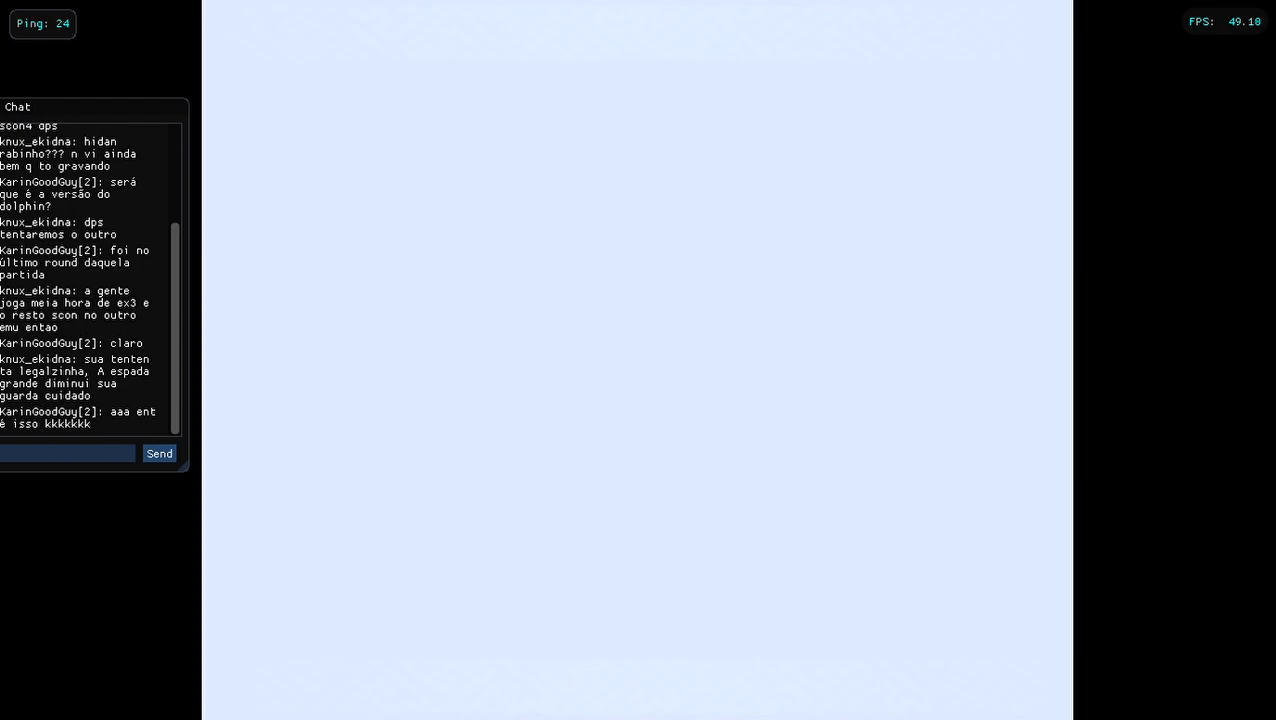 Ping: 24
FPS: 49.10
Chat
scon4 dps
knux_ekidna: hidan
rabinho??? n vi ainda
bem q to gravando
KarinGoodGuy[2]: será
que é a versão do
dolphin?
knux_ekidna: dps
tentaremos o outro
KarinGoodGuy[2]: foi no
último round daquela
partida
knux_ekidna: a gente
joga meia hora de ex3 e
o resto scon no outro
emu entao
KarinGoodGuy[2]: claro
knux_ekidna: sua tenten
ta legalzinha, A espada
grande diminui sua
guarda cuidado
KarinGoodGuy[2]: aaa ent
é isso kkkkkkk
Send